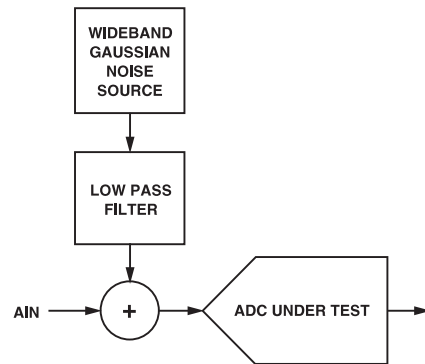 WIDEBAND
GAUSSIAN
NOISE
SOURCE
LOW PASS
FILTER
AIN
+
ADC UNDER TEST